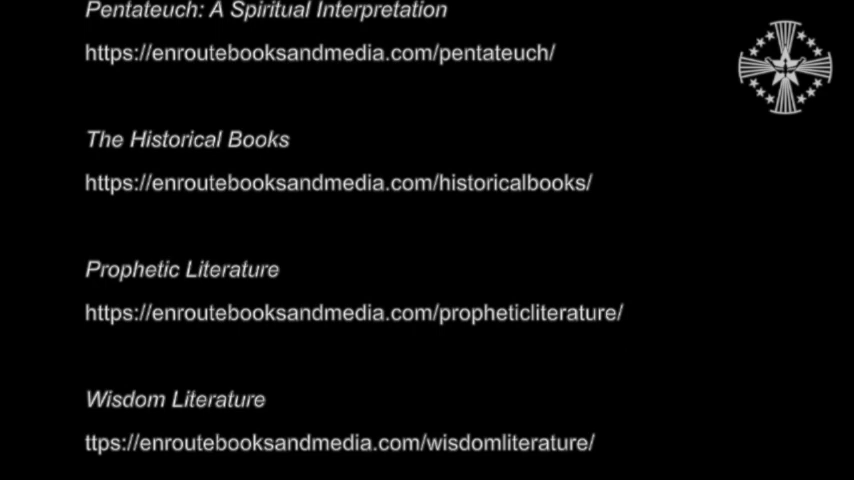 Pentateuch: A Spiritual Interpretation
https://enroutebooksandmedia.com/pentateuch/
The Historical Books
https://enroutebooksandmedia.com/historicalbooks/
Prophetic Literature
https://enroutebooksandmedia.com/propheticliterature/
Wisdom Literature
ttps://enroutebooksandmedia.com/wisdomliterature/